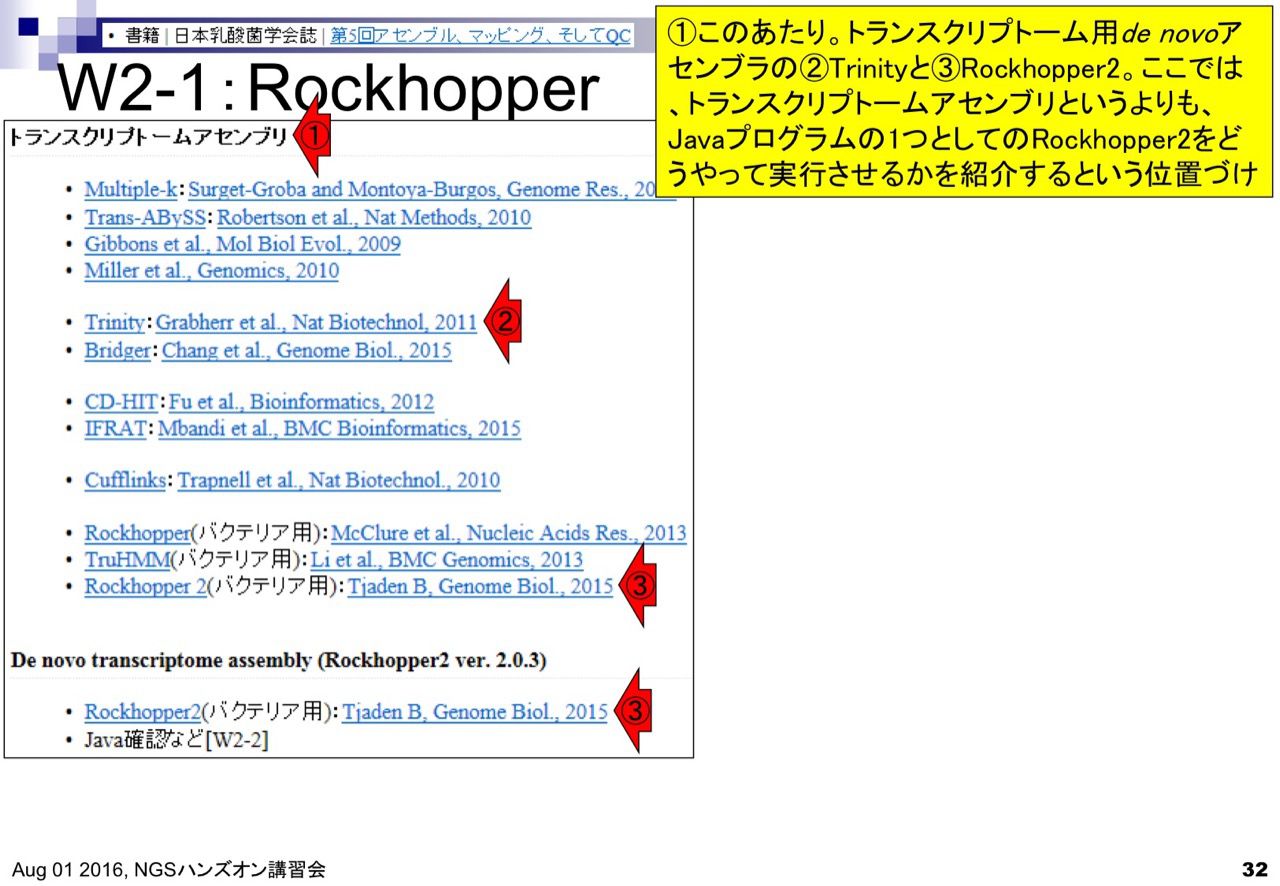 • 書籍 | 日本乳酸菌学会誌 | 第5回アセンブル、マッピング、そしてQC
W2-1：Rockhopper
①このあたり。トランスクリプトーム用de novoア
センブラの②Trinityと③Rockhopper2。ここでは
、トランスクリプトームアセンブリというよりも、
Javaプログラムの1つとしてのRockhopper2をど
うやって実行させるかを紹介するという位置づけ
トランスクリプトームアセンブリ ①
• Multiple-k：Surget-Groba and Montoya-Burgos, Genome Res., 20
• Trans-ABySS：Robertson et al., Nat Methods, 2010
• Gibbons et al., Mol Biol Evol., 2009
• Miller et al., Genomics, 2010
• Trinity：Grabherr et al., Nat Biotechnol, 2011 ②
• Bridger：Chang et al., Genome Biol., 2015
• CD-HIT：Fu et al., Bioinformatics, 2012
• IFRAT：Mbandi et al., BMC Bioinformatics, 2015
• Cufflinks：Trapnell et al., Nat Biotechnol., 2010
• Rockhopper(バクテリア用)：McClure et al., Nucleic Acids Res., 2013
• TruHMM(バクテリア用)：Li et al., BMC Genomics, 2013
• Rockhopper 2(バクテリア用)：Tjaden B, Genome Biol., 2015 ③
De novo transcriptome assembly (Rockhopper2 ver. 2.0.3)
• Rockhopper2(バクテリア用)：Tjaden B, Genome Biol., 2015 ③
• Java確認など[W2-2]
Aug 01 2016, NGSハンズオン講習会
32